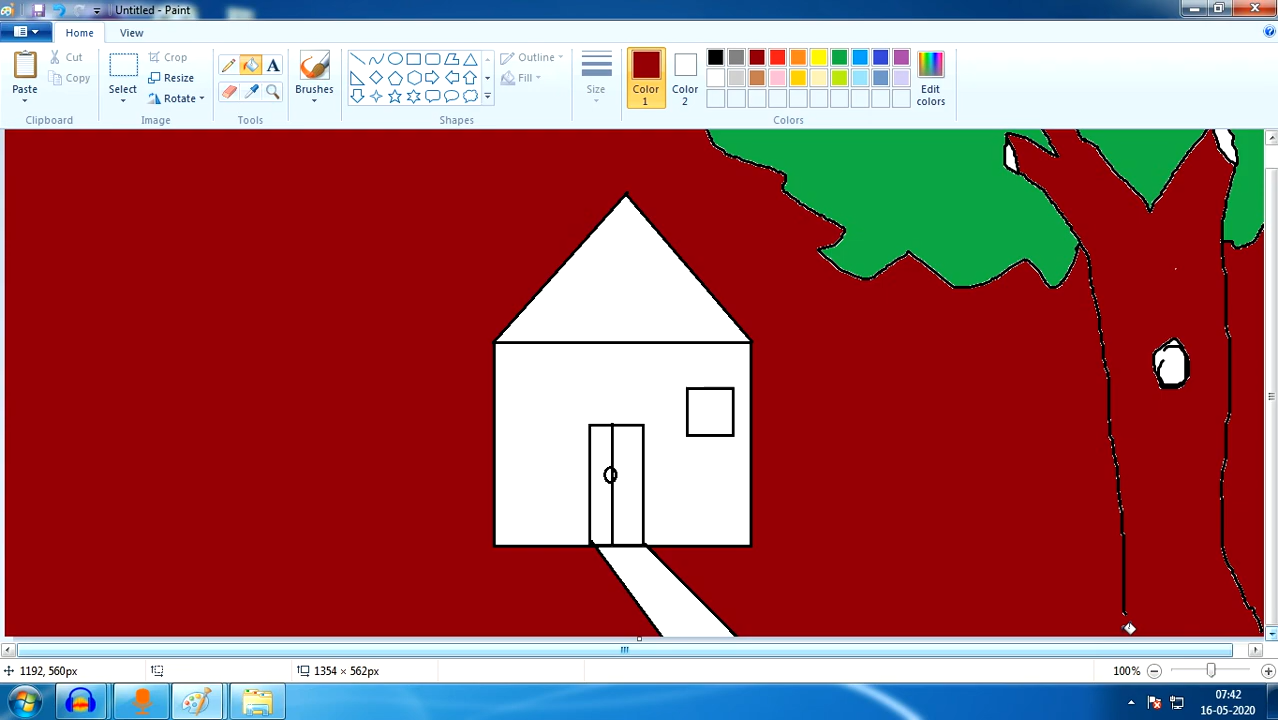 Untitled - Paint
Home
View
Paste
Cut
Copy
Clipboard
Select
Crop
Resize
Rotate
Image
A
Tools
Brushes
Shapes
Outline
Fill
Size
Color 1
Color 2
Edit colors
Colors
1192, 560px
1354 × 562px
100%
07:42
16-05-2020